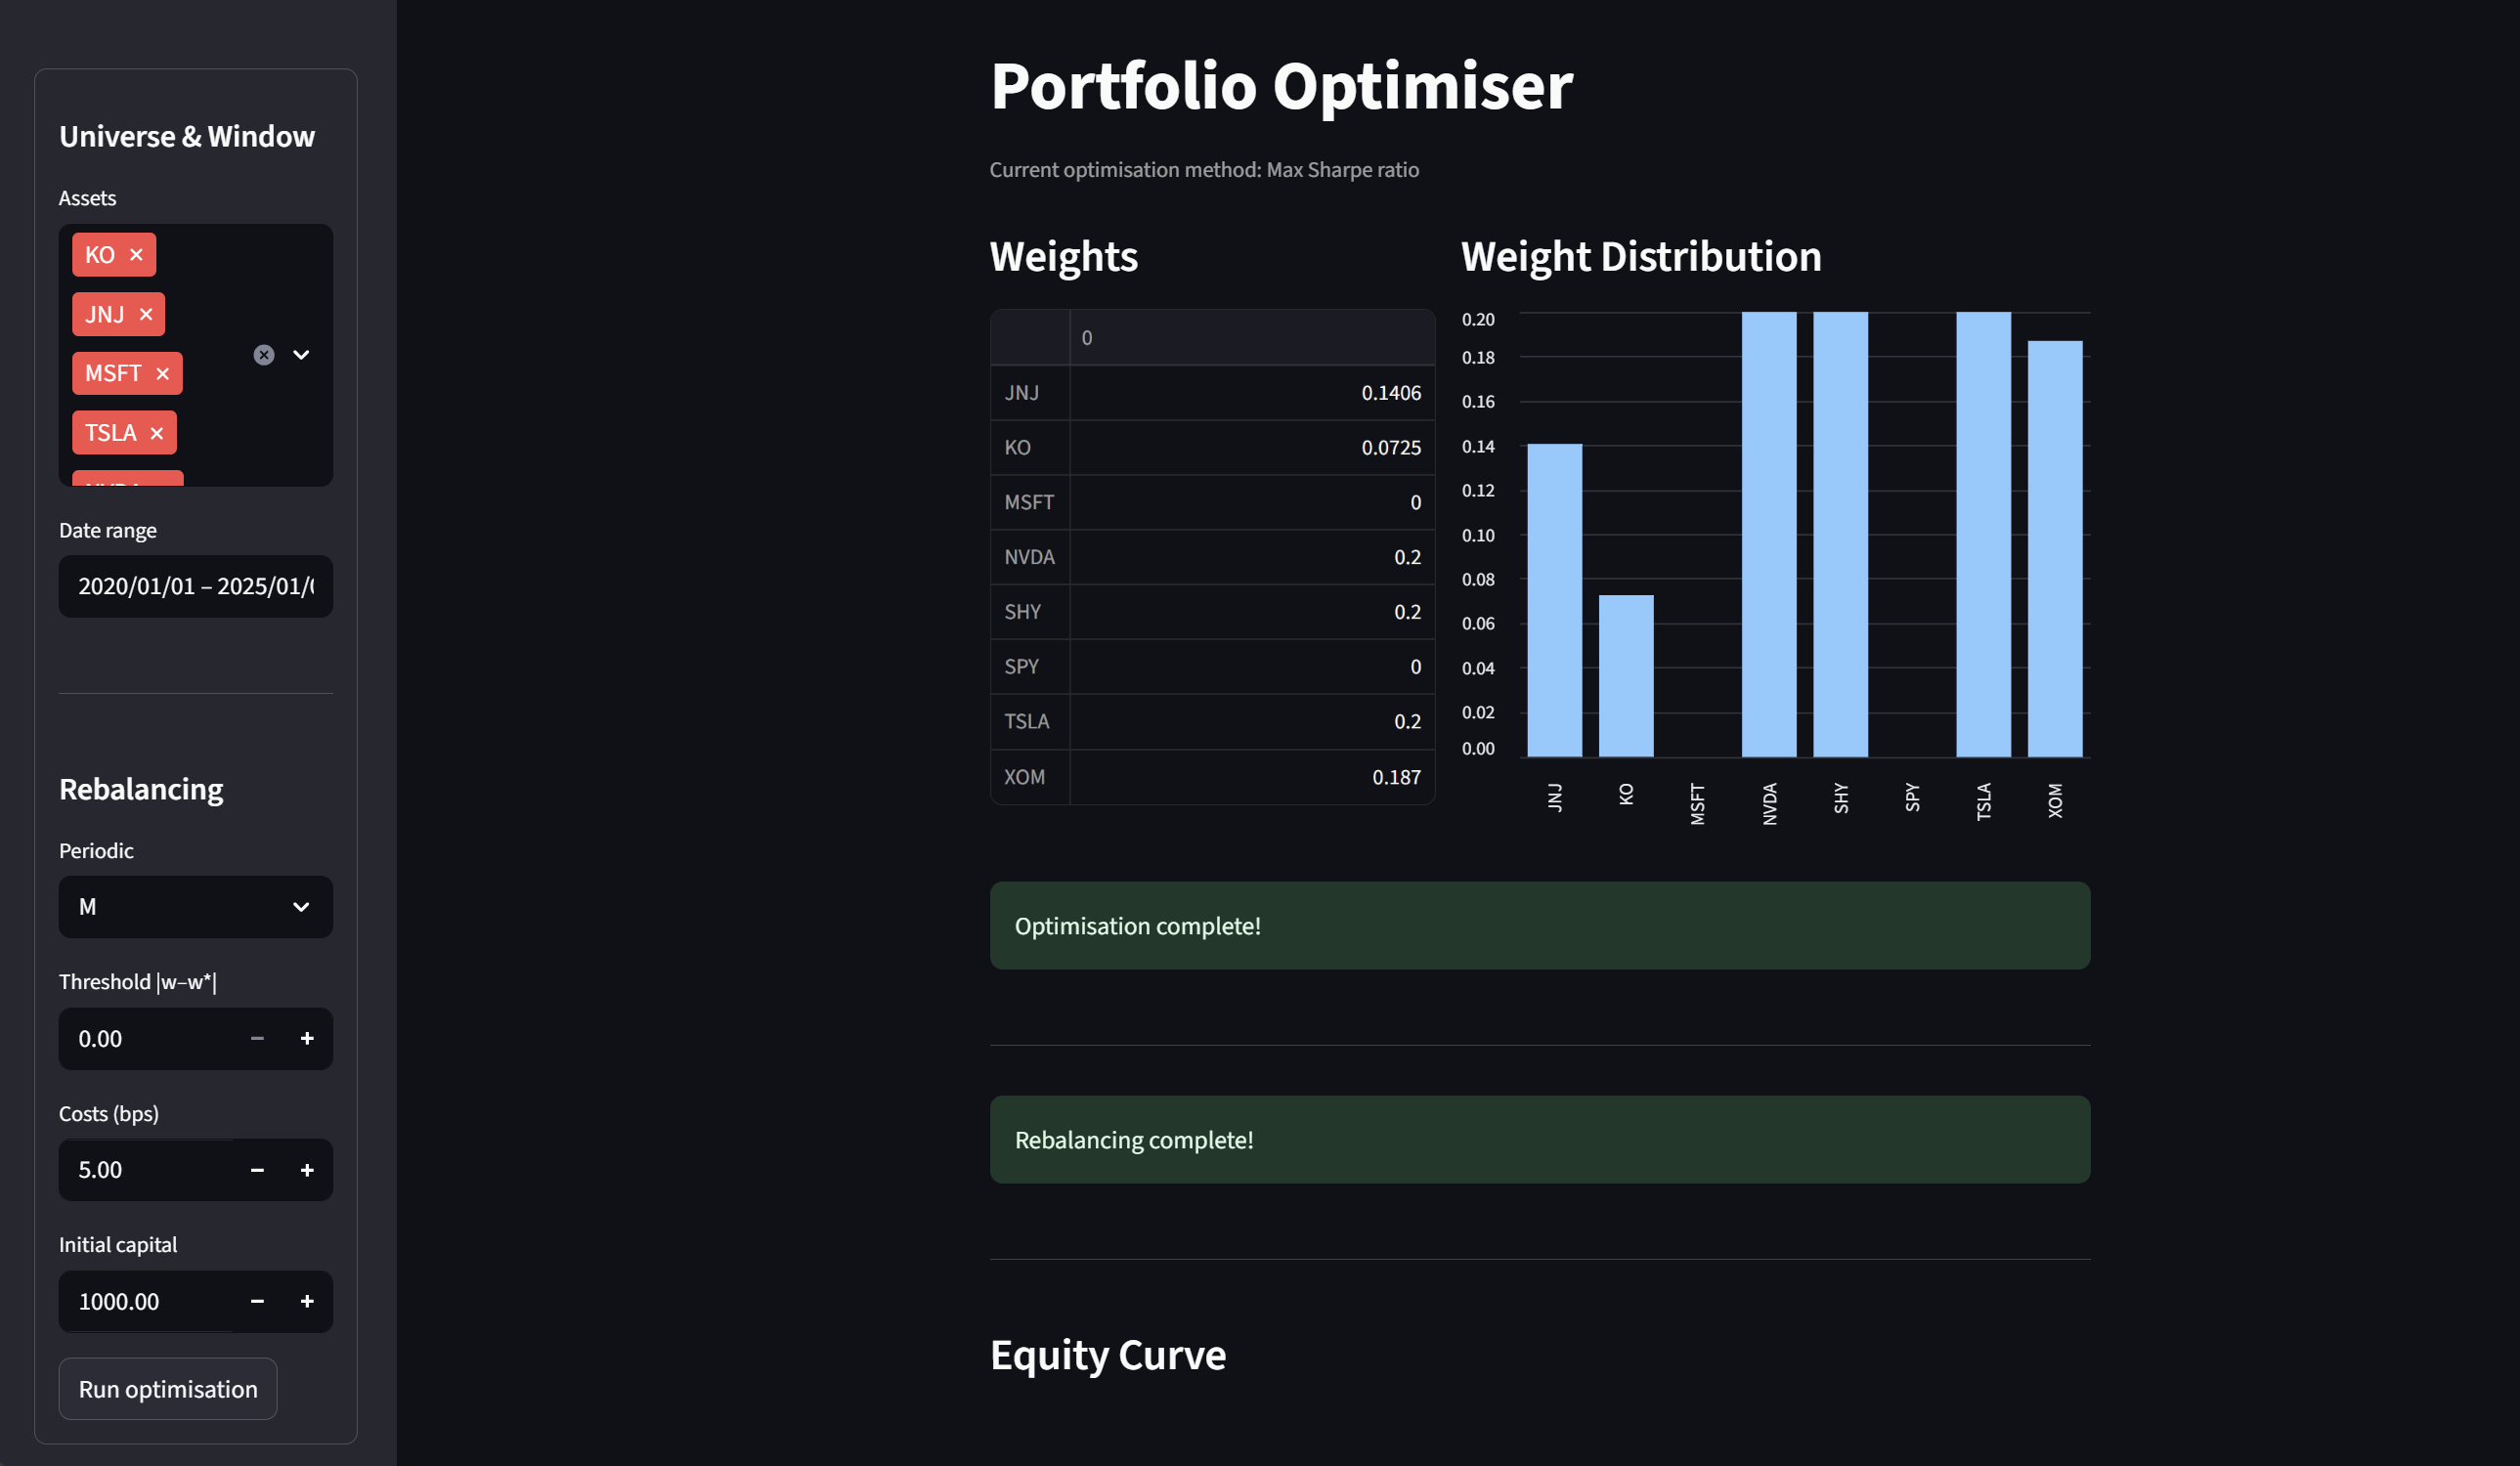 Universe & Window
Assets
KO ×
JNJ ×
MSFT ×
TSLA ×
Date range
2020/01/01 – 2025/01/
Rebalancing
Periodic
M
Threshold |w–w*|
0.00 − +
Costs (bps)
5.00 − +
Initial capital
1000.00 − +
Run optimisation
Portfolio Optimiser
Current optimisation method: Max Sharpe ratio
Weights
0
JNJ 0.1406
KO 0.0725
MSFT 0
NVDA 0.2
SHY 0.2
SPY 0
TSLA 0.2
XOM 0.187
Weight Distribution
0.20
0.18
0.16
0.14
0.12
0.10
0.08
0.06
0.04
0.02
0.00
JNJ KO MSFT NVDA SHY SPY TSLA XOM
Optimisation complete!
Rebalancing complete!
Equity Curve